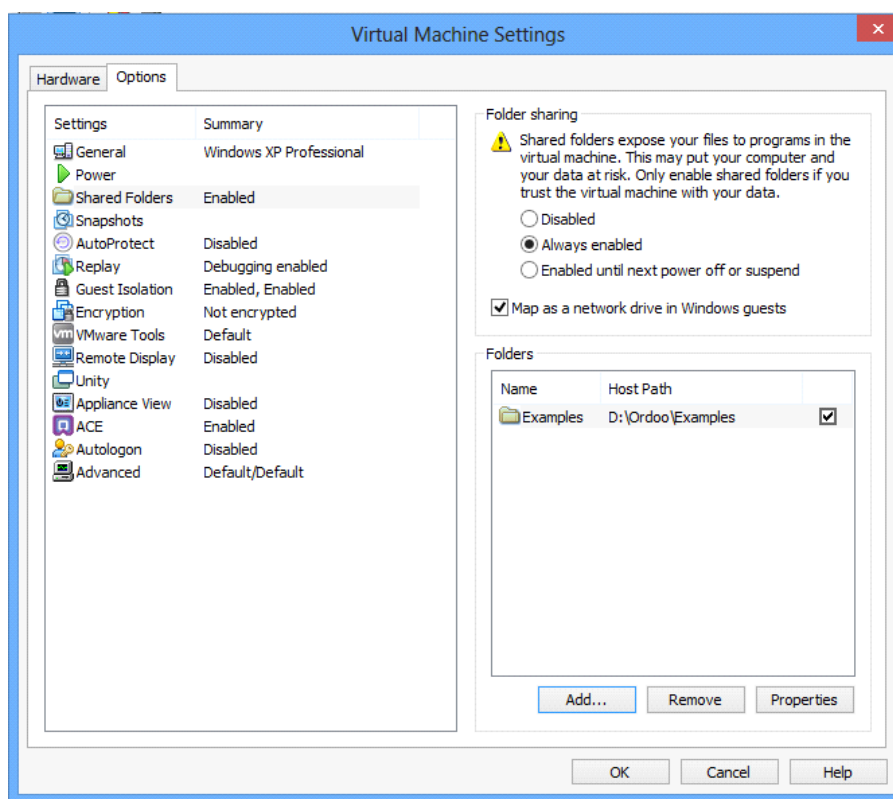 Virtual Machine Settings
Hardware
Options
Settings Summary
General Windows XP Professional
Power
Shared Folders Enabled
Snapshots
AutoProtect Disabled
Replay Debugging enabled
Guest Isolation Enabled, Enabled
Encryption Not encrypted
VMware Tools Default
Remote Display Disabled
Unity
Appliance View Disabled
ACE Enabled
Autologon Disabled
Advanced Default/Default
Folder sharing
Shared folders expose your files to programs in the
virtual machine. This may put your computer and
your data at risk. Only enable shared folders if you
trust the virtual machine with your data.
Disabled
Always enabled
Enabled until next power off or suspend
Map as a network drive in Windows guests
Folders
Name Host Path
Examples D:\Ordoo\Examples
Add... Remove Properties
OK Cancel Help